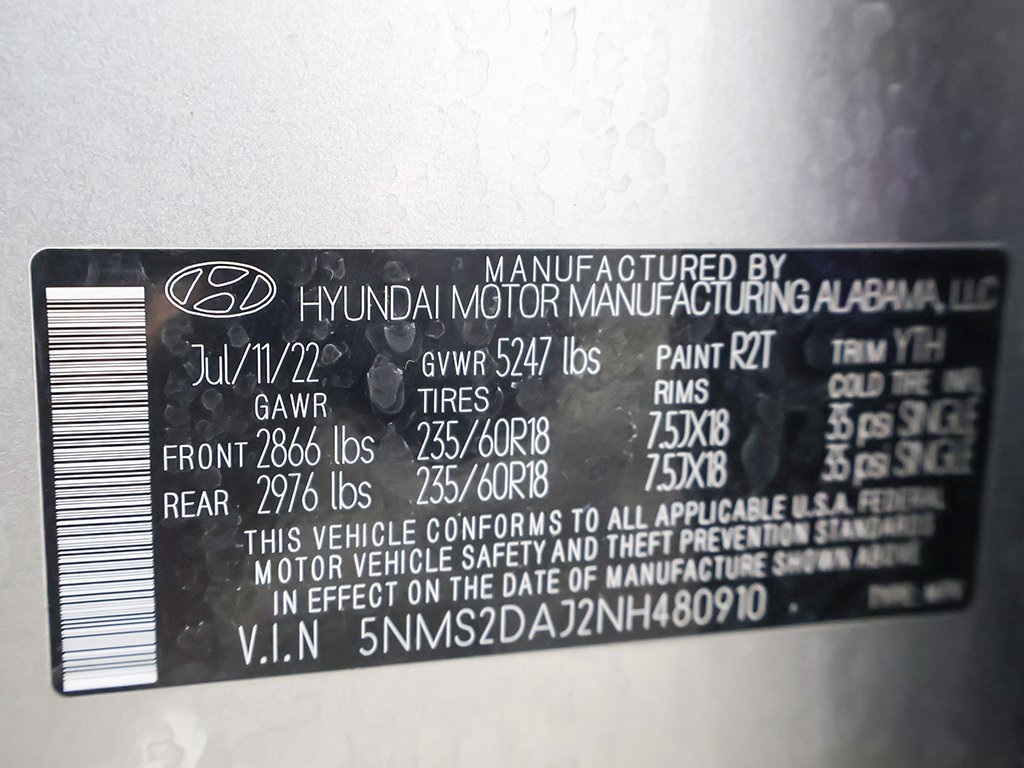 MANUFACTURED BY
HYUNDAI MOTOR MANUFACTURING ALABAMA, LLC
Jul/11/22 GVWR 5247 lbs PAINT R2T TRIM YTH
GAWR TIRES RIMS COLD TIRE INFL
FRONT 2866 lbs 235/60R18 7.5JX18 35 psi SINGLE
REAR 2976 lbs 235/60R18 7.5JX18 35 psi SINGLE
THIS VEHICLE CONFORMS TO ALL APPLICABLE U.S.A. FEDERAL
MOTOR VEHICLE SAFETY AND THEFT PREVENTION STANDARDS
IN EFFECT ON THE DATE OF MANUFACTURE SHOWN ABOVE
V.I.N 5NMS2DAJ2NH480910 TYPE: